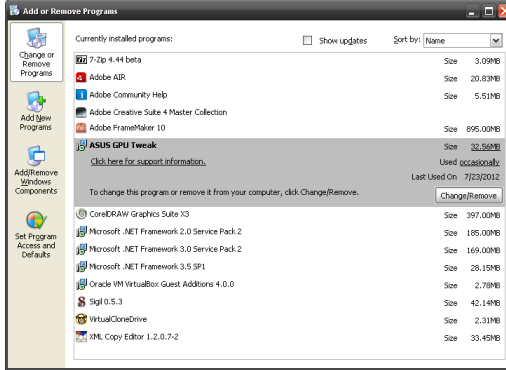 Add or Remove Programs
Change or
Remove
Programs
Add New
Programs
Add/Remove
Windows
Components
Set Program
Access and
Defaults
Currently installed programs:
Show updates
Sort by: Name
7-Zip 4.44 beta Size 3.09MB
Adobe AIR Size 20.83MB
Adobe Community Help Size 5.51MB
Adobe Creative Suite 4 Master Collection
Adobe FrameMaker 10 Size 895.00MB
ASUS GPU Tweak Size 32.56MB
Click here for support information. Used occasionally
Last Used On 7/23/2012
To change this program or remove it from your computer, click Change/Remove. Change/Remove
CorelDRAW Graphics Suite X3 Size 397.00MB
Microsoft .NET Framework 2.0 Service Pack 2 Size 185.00MB
Microsoft .NET Framework 3.0 Service Pack 2 Size 169.00MB
Microsoft .NET Framework 3.5 SP1 Size 28.15MB
Oracle VM VirtualBox Guest Additions 4.0.0 Size 2.78MB
Sigil 0.5.3 Size 42.14MB
VirtualCloneDrive Size 2.31MB
XML Copy Editor 1.2.0.7-2 Size 33.45MB